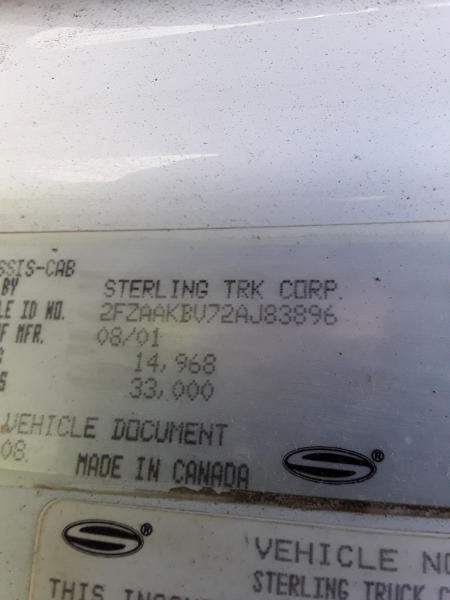 SSIS-CAB
BY STERLING TRK CORP.
LE ID NO. 2FZAAKBV72AJ83896
F MFR. 08/01
S 14,968
S 33,000
VEHICLE DOCUMENT
08. MADE IN CANADA
S®
S® VEHICLE NO
STERLING TRUCK C
THIS INCOM